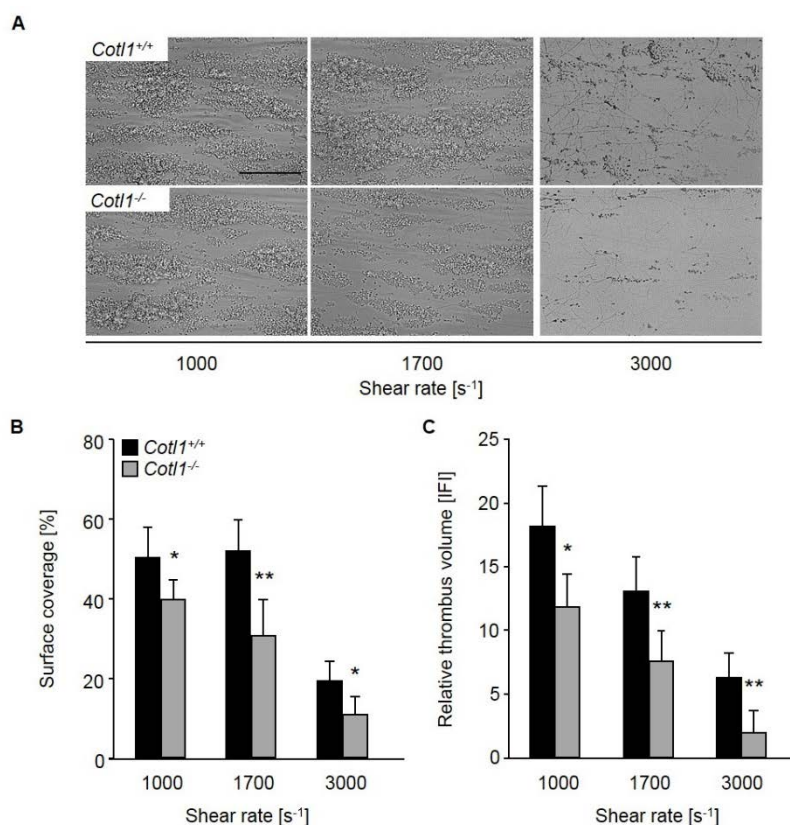 A
Cotl1+/+
Cotl1-/-
1000 1700 3000
Shear rate [s-1]
B
80
60
40
20
0
Surface coverage [%]
Cotl1+/+
Cotl1-/-
*
**
*
1000 1700 3000
Shear rate [s-1]
C
25
20
15
10
5
0
Relative thrombus volume [IFI]
*
**
**
1000 1700 3000
Shear rate [s-1]